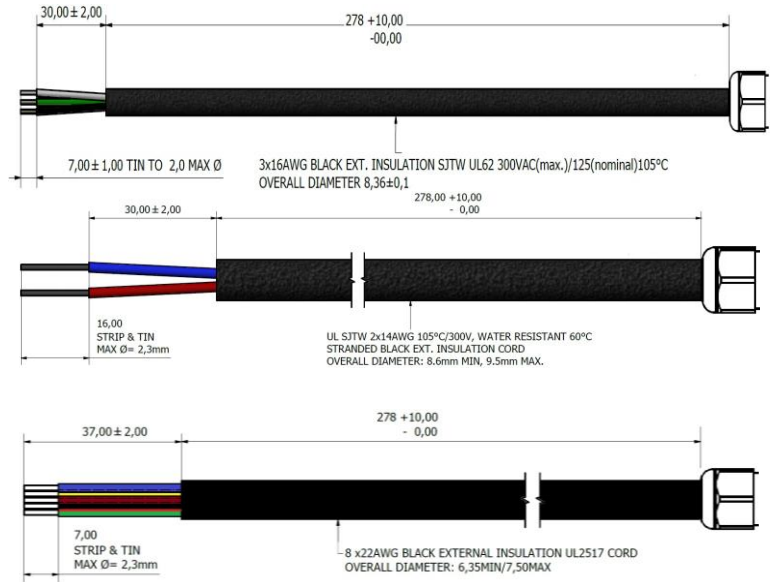 30,00± 2,00
278 +10,00
-00,00
7,00± 1,00 TIN TO 2,0 MAX Ø
3x16AWG BLACK EXT. INSULATION SJTW UL62 300VAC(max.)/125(nominal)105°C
OVERALL DIAMETER 8,36±0,1
30,00 ± 2,00
278,00 +10,00
- 0,00
16,00
STRIP & TIN
MAX Ø= 2,3mm
UL SJTW 2x14AWG 105°C/300V, WATER RESISTANT 60°C
STRANDED BLACK EXT. INSULATION CORD
OVERALL DIAMETER: 8.6mm MIN, 9.5mm MAX.
37,00± 2,00
278 +10,00
- 0,00
7,00
STRIP & TIN
MAX Ø= 2,3mm
8 x22AWG BLACK EXTERNAL INSULATION UL2517 CORD
OVERALL DIAMETER: 6,35MIN/7,50MAX